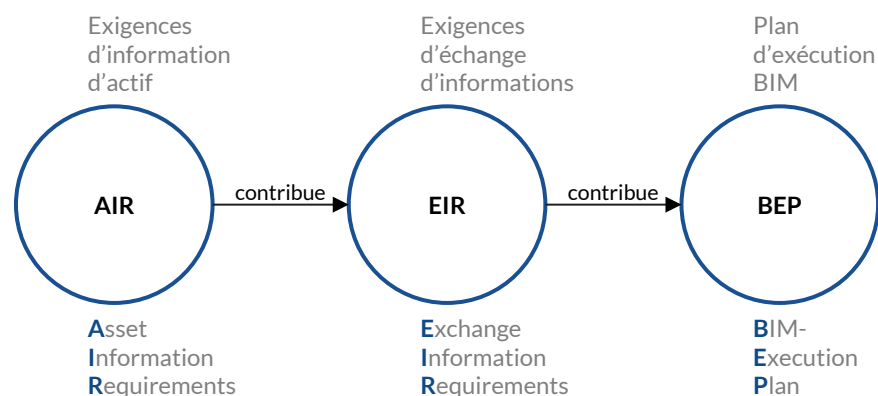 Exigences
d'information
d'actif
Exigences
d'échange
d'informations
Plan
d'exécution
BIM
AIR
contribue
EIR
contribue
BEP
Asset
Information
Requirements
Exchange
Information
Requirements
BIM-
Execution
Plan